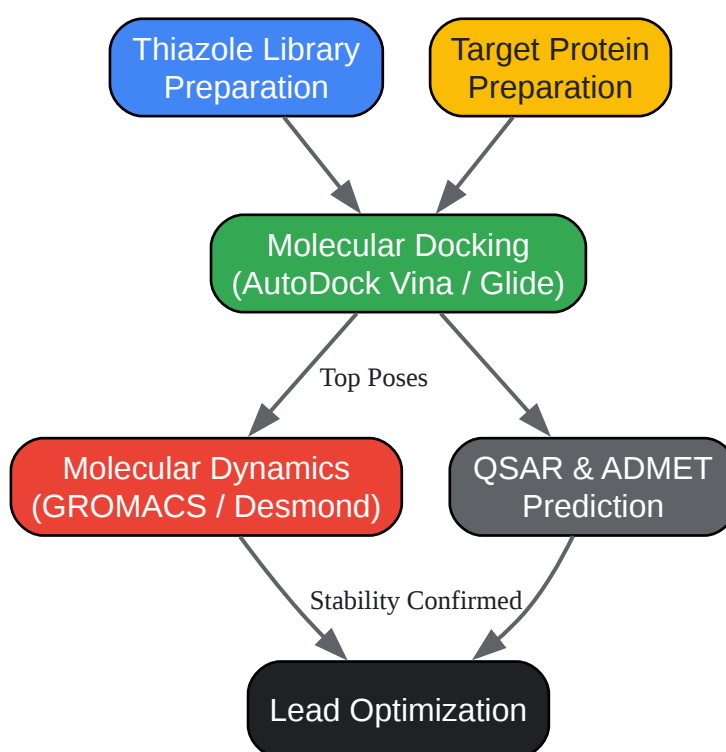 Thiazole Library
Preparation
Target Protein
Preparation
Molecular Docking
(AutoDock Vina / Glide)
Top Poses
Molecular Dynamics
(GROMACS / Desmond)
QSAR & ADMET
Prediction
Stability Confirmed
Lead Optimization